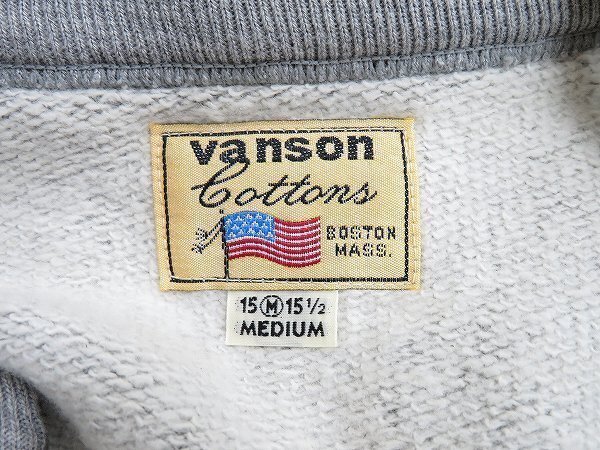 vanson
Cottons
BOSTON
MASS.
15 M 15 1/2
MEDIUM